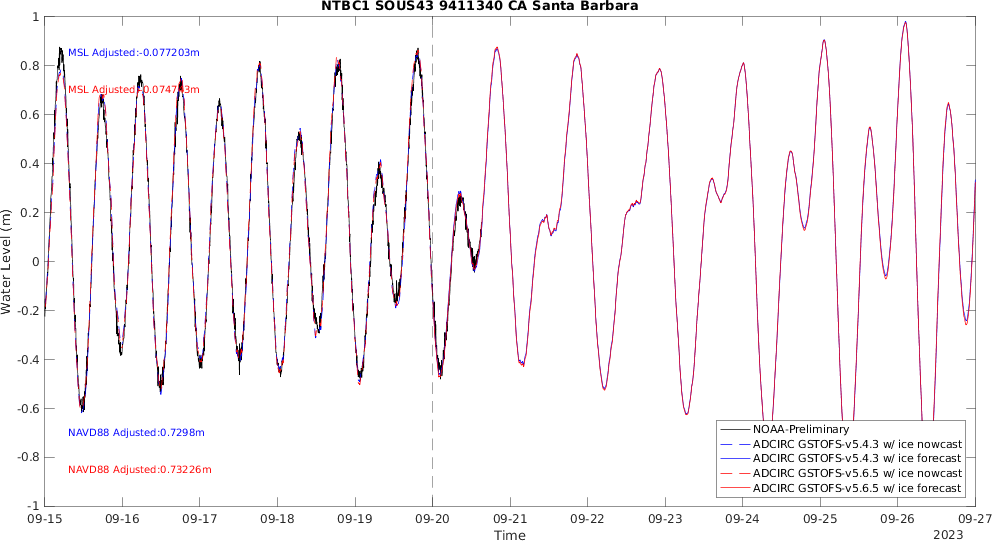 NTBC1 SOUS43 9411340 CA Santa Barbara
MSL Adjusted:-0.077203m
MSL Adjusted:
NAVD88 Adjusted:0.7298m
NAVD88 Adjusted:0.73226m
Water Level (m)
1
0.8
0.6
0.4
0.2
0
-0.2
-0.4
-0.6
-0.8
-1
NOAA-Preliminary
ADCIRC GSTOFS-v5.4.3 w/ ice nowcast
ADCIRC GSTOFS-v5.4.3 w/ ice forecast
ADCIRC GSTOFS-v5.6.5 w/ ice nowcast
ADCIRC GSTOFS-v5.6.5 w/ ice forecast
09-15 09-16 09-17 09-18 09-19 09-20 09-21 09-22 09-23 09-24 09-25 09-26 09-27
Time
2023